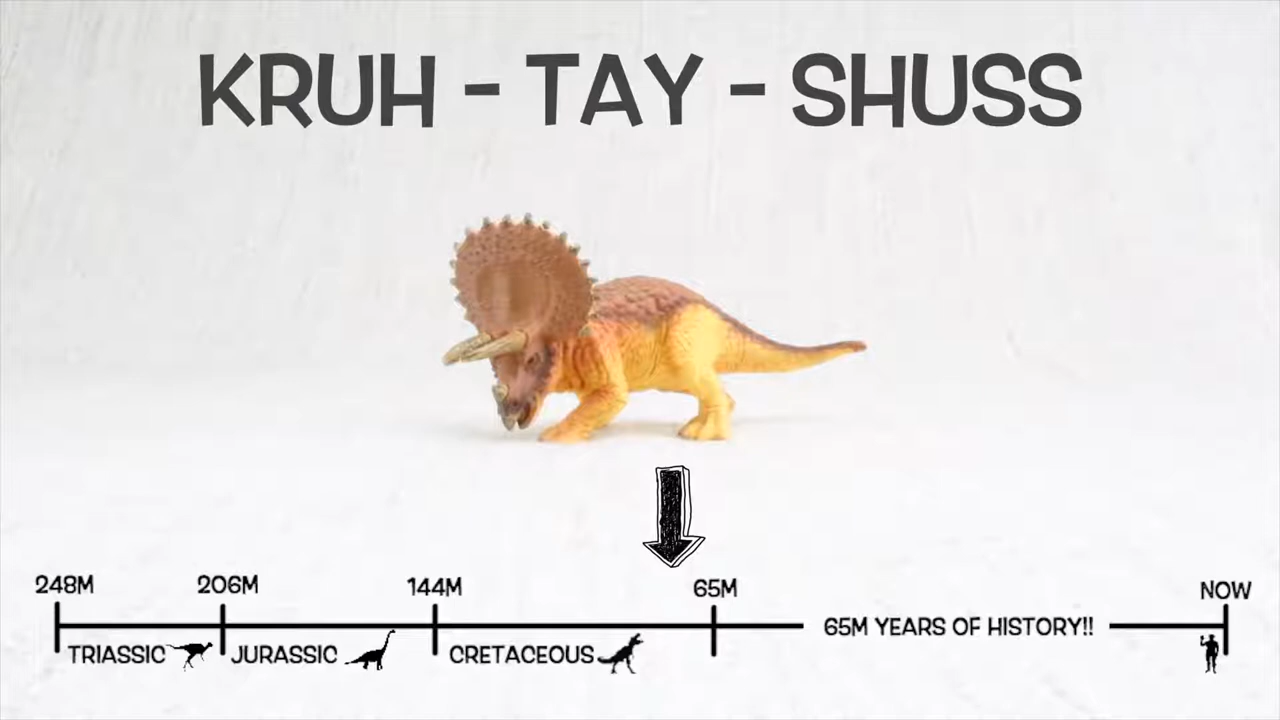 KRUH - TAY - SHUSS
248M 206M 144M 65M NOW
65M YEARS OF HISTORY!!
TRIASSIC JURASSIC CRETACEOUS